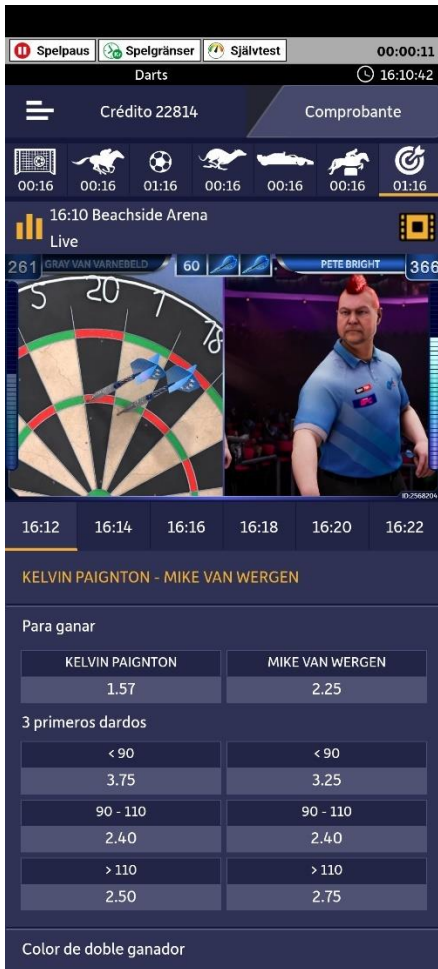 Spelpaus Spelgränser Självtest 00:00:11
Darts 16:10:42
Crédito 22814 Comprobante
00:16 00:16 01:16 00:16 00:16 00:16 01:16
16:10 Beachside Arena
Live
261 GRAY VAN VARNEBELD 60 PETE BRIGHT 366
5 20 1 18
ID:2568204
16:12 16:14 16:16 16:18 16:20 16:22
KELVIN PAIGNTON - MIKE VAN WERGEN
Para ganar
KELVIN PAIGNTON MIKE VAN WERGEN
1.57 2.25
3 primeros dardos
< 90 < 90
3.75 3.25
90 - 110 90 - 110
2.40 2.40
> 110 > 110
2.50 2.75
Color de doble ganador